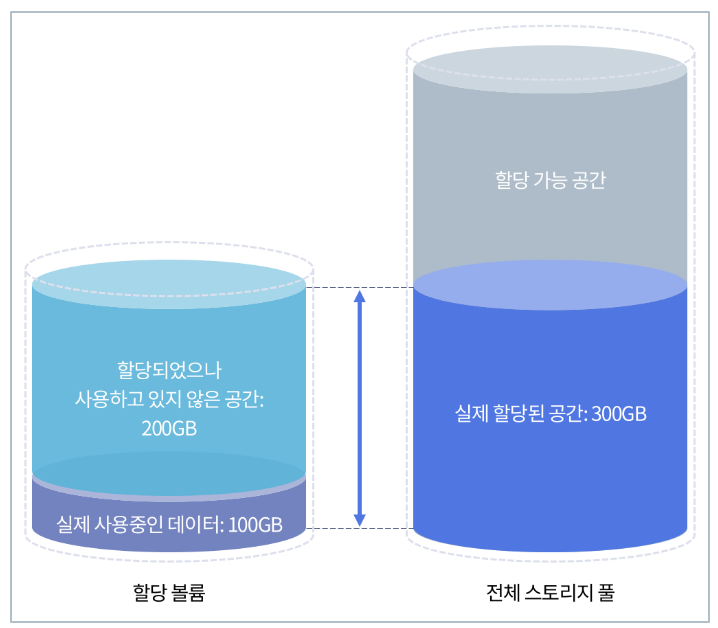 할당 가능 공간
할당되었으나
사용하고 있지 않은 공간:
200GB
실제 할당된 공간: 300GB
실제 사용중인 데이터: 100GB
할당 볼륨
전체 스토리지 풀